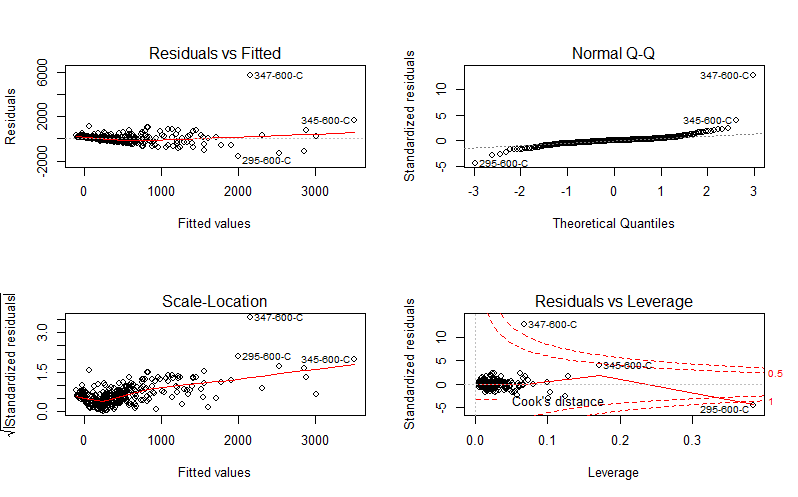 Residuals vs Fitted
Residuals
-2000 2000 6000
347-600-C
345-600-C
295-600-C
0 1000 2000 3000
Fitted values
Normal Q-Q
Standardized residuals
-5 0 5 10
347-600-C
345-600-C
295-600-C
-3 -2 -1 0 1 2 3
Theoretical Quantiles
Scale-Location
√|Standardized residuals|
0.0 1.5 3.0
347-600-C
295-600-C
345-600-C
0 1000 2000 3000
Fitted values
Residuals vs Leverage
Standardized residuals
-5 0 5 10
347-600-C
345-600-C
0.5
Cook's distance
1
295-600-C
0.0 0.1 0.2 0.3
Leverage